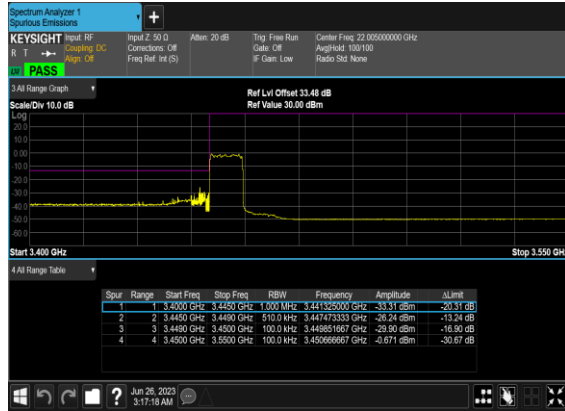 Spectrum Analyzer 1
Spurious Emissions
KEYSIGHT Input: RF Input Z: 50 Ω Atten: 20 dB Trig: Free Run Center Freq: 22.005000000 GHz
R T Coupling: DC Corrections: Off Gate: Off Avg|Hold: 100/100
Align: Off Freq Ref: Int (S) IF Gain: Low Radio Std: None
PASS
3 All Range Graph
Ref Lvl Offset 33.48 dB
Scale/Div 10.0 dB Ref Value 30.00 dBm
Log
20.0
10.0
0.00
-10.0
-20.0
-30.0
-40.0
-50.0
-60.0
Start 3.400 GHz Stop 3.550 GHz
4 All Range Table
Spur Range Start Freq Stop Freq RBW Frequency Amplitude ΔLimit
1 1 3.4000 GHz 3.4450 GHz 1.000 MHz 3.441325000 GHz -33.31 dBm -20.31 dB
2 2 3.4450 GHz 3.4490 GHz 510.0 kHz 3.447473333 GHz -26.24 dBm -13.24 dB
3 3 3.4490 GHz 3.4500 GHz 100.0 kHz 3.449851667 GHz -29.90 dBm -16.90 dB
4 4 3.4500 GHz 3.5500 GHz 100.0 kHz 3.450666667 GHz -0.671 dBm -30.67 dB
?
Jun 26, 2023
3:17:18 AM